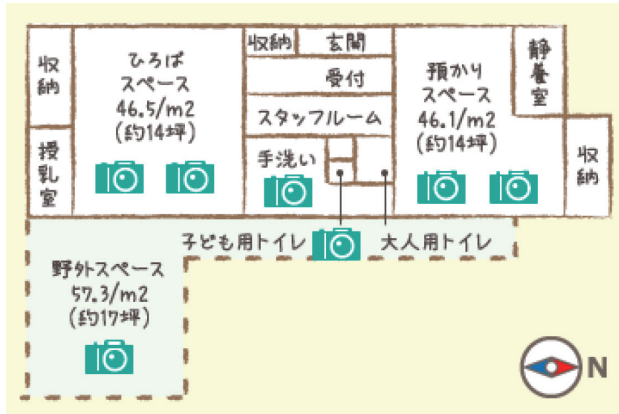 収納
ひろば
スペース
46.5/m2
(約14坪)
授乳室
収納
玄関
受付
スタッフルーム
手洗い
預かり
スペース
46.1/m2
(約14坪)
静養室
収納
子ども用トイレ
大人用トイレ
野外スペース
57.3/m2
(約17坪)
N